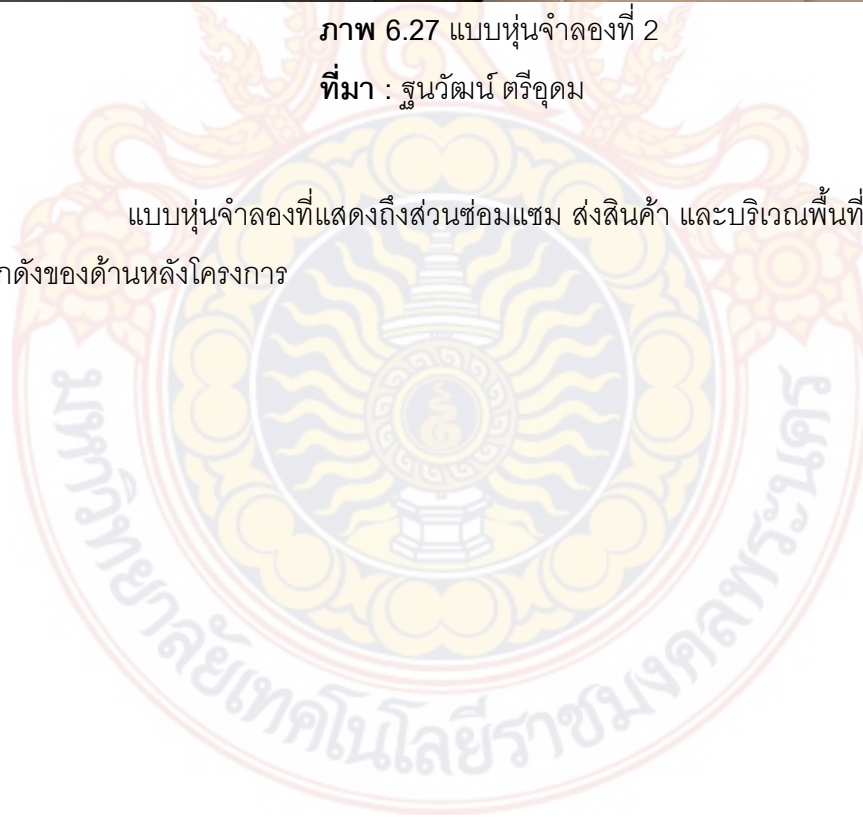 ภาพ 6.27 แบบหุ่นจำลองที่ 2
ที่มา : ฐนวัฒน์ ตรีอุดม
แบบหุ่นจำลองที่แสดงถึงส่วนซ่อมแซม ส่งสินค้า และบริเวณพื้นที่
กดังของด้านหลังโครงการ
มหาวิทยาลัยเทคโนโลยีราชมงคลพระนคร